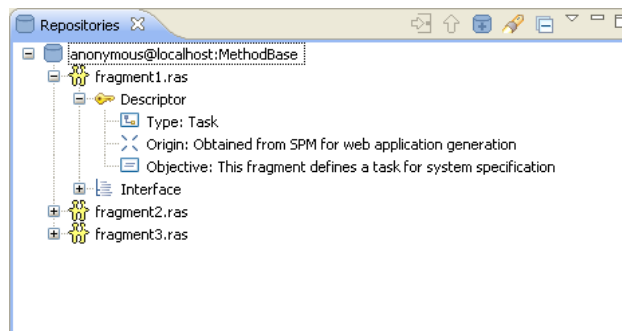 Repositories
anonymous@localhost:MethodBase
fragment1.ras
Descriptor
Type: Task
Origin: Obtained from SPM for web application generation
Objective: This fragment defines a task for system specification
Interface
fragment2.ras
fragment3.ras